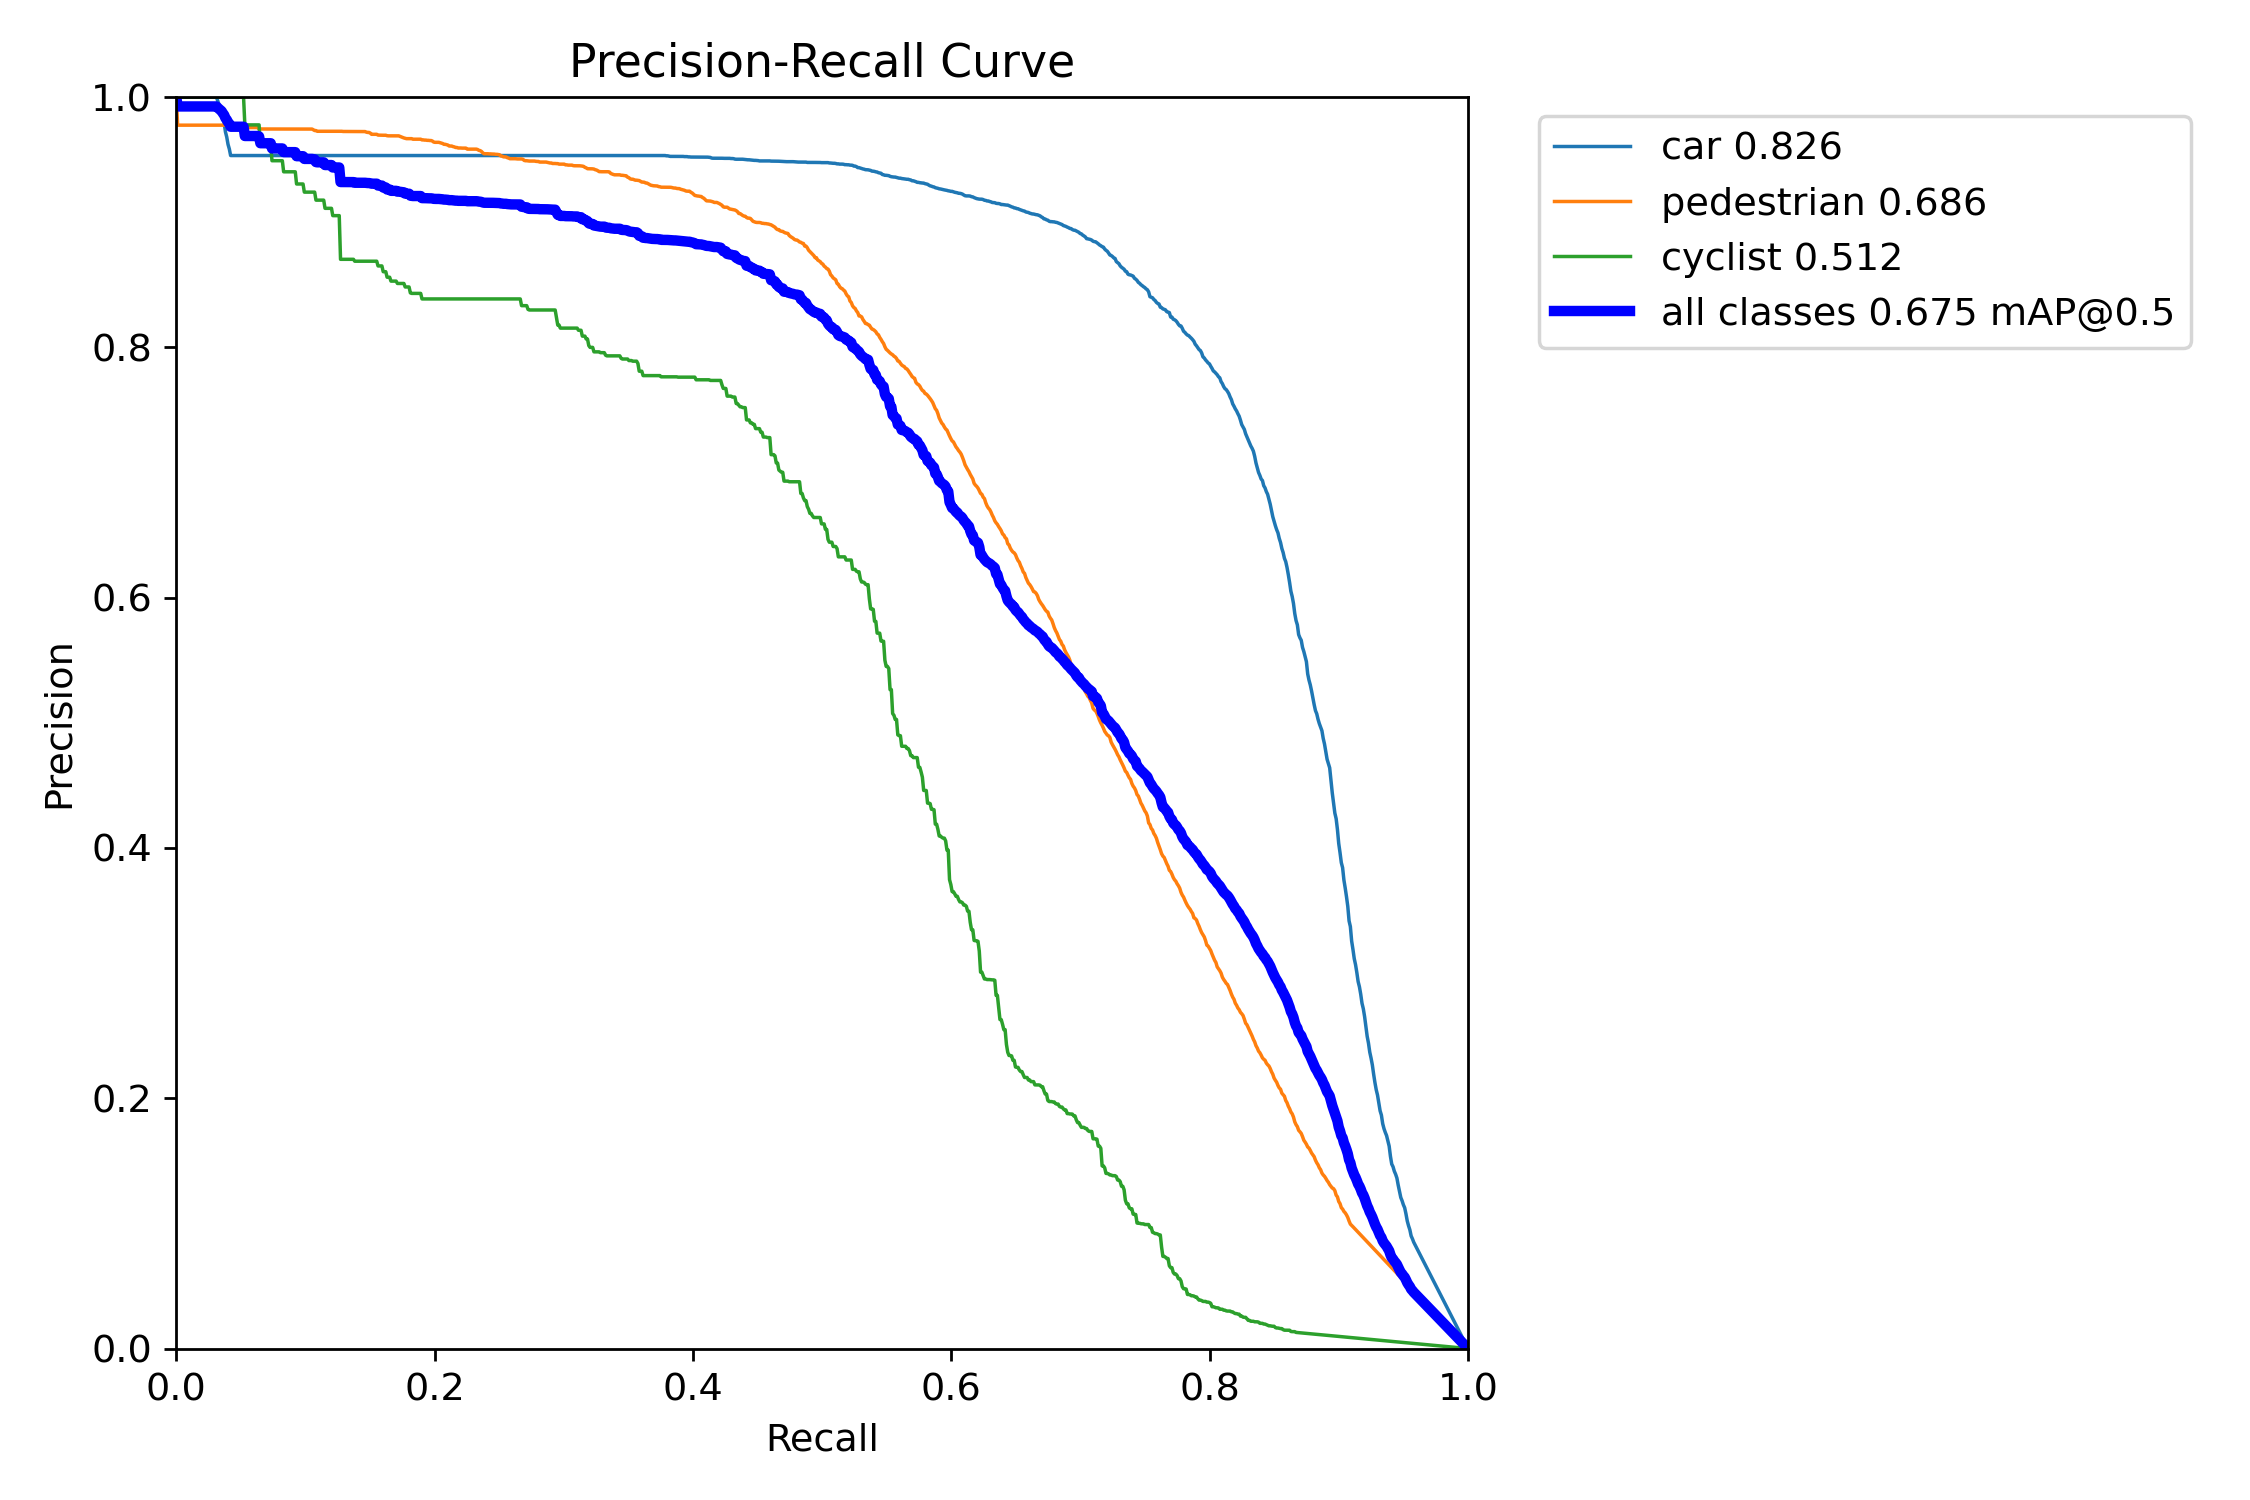 Precision-Recall Curve
1.0
0.8
0.6
0.4
0.2
0.0
Precision
0.0 0.2 0.4 0.6 0.8 1.0
Recall
car 0.826
pedestrian 0.686
cyclist 0.512
all classes 0.675 mAP@0.5